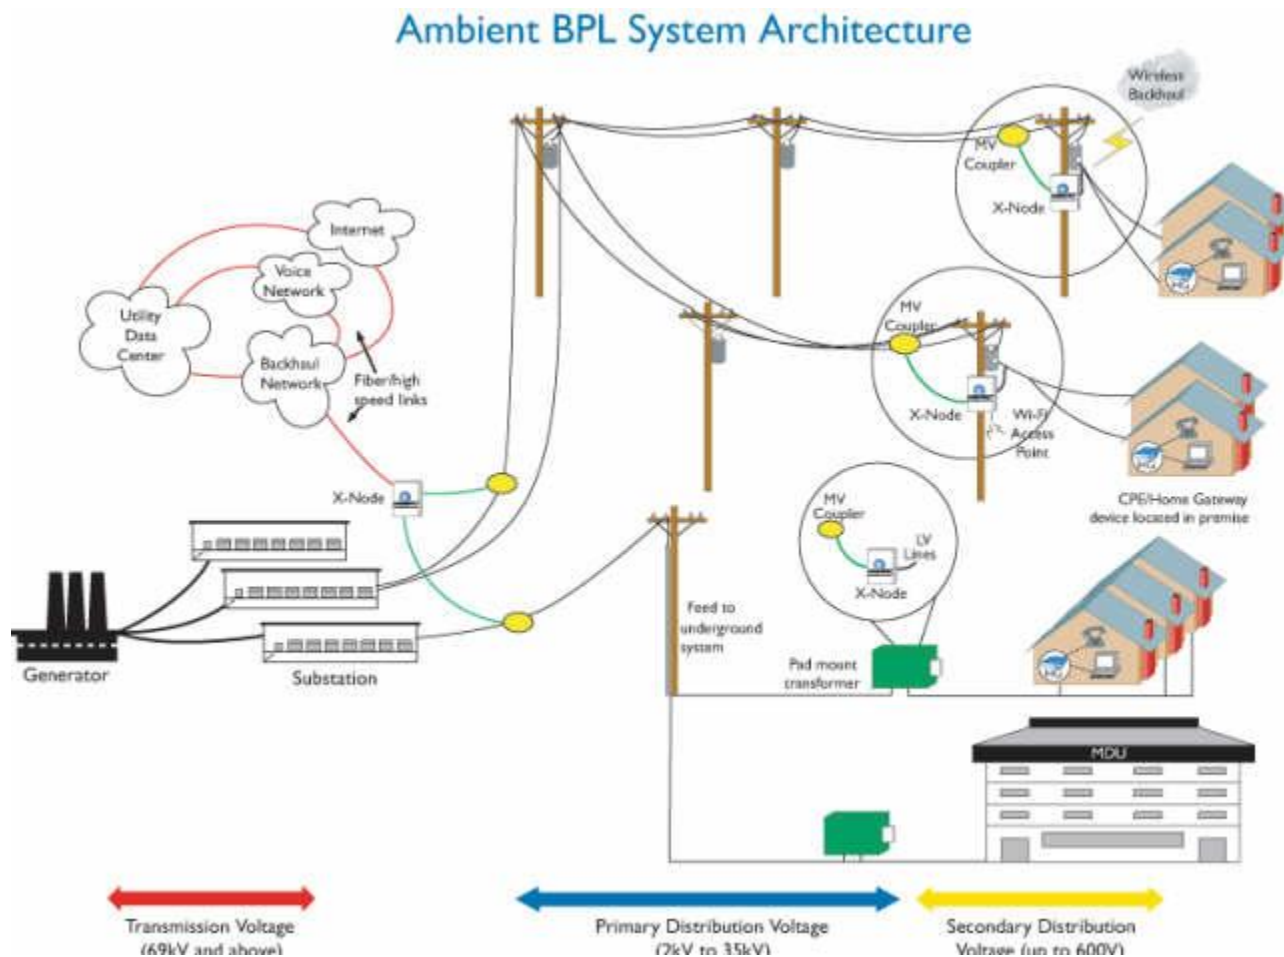 Ambient BPL System Architecture
Wireless
Backhaul
MV
Coupler
X-Node
Internet
Voice
Network
Utility
Data
Center
Backhaul
Network
Fiber/high
speed links
MV
Coupler
X-Node
Wi-Fi
Access
Point
HG
HG
CPE/Home Gateway
device located in premise
X-Node
MV
Coupler
LV
Lines
X-Node
Feed to
underground
system
Pad mount
transformer
HG
Generator
Substation
MDU
Transmission Voltage
(69kV and above)
Primary Distribution Voltage
(2kV to 35kV)
Secondary Distribution
Voltage (up to 600V)